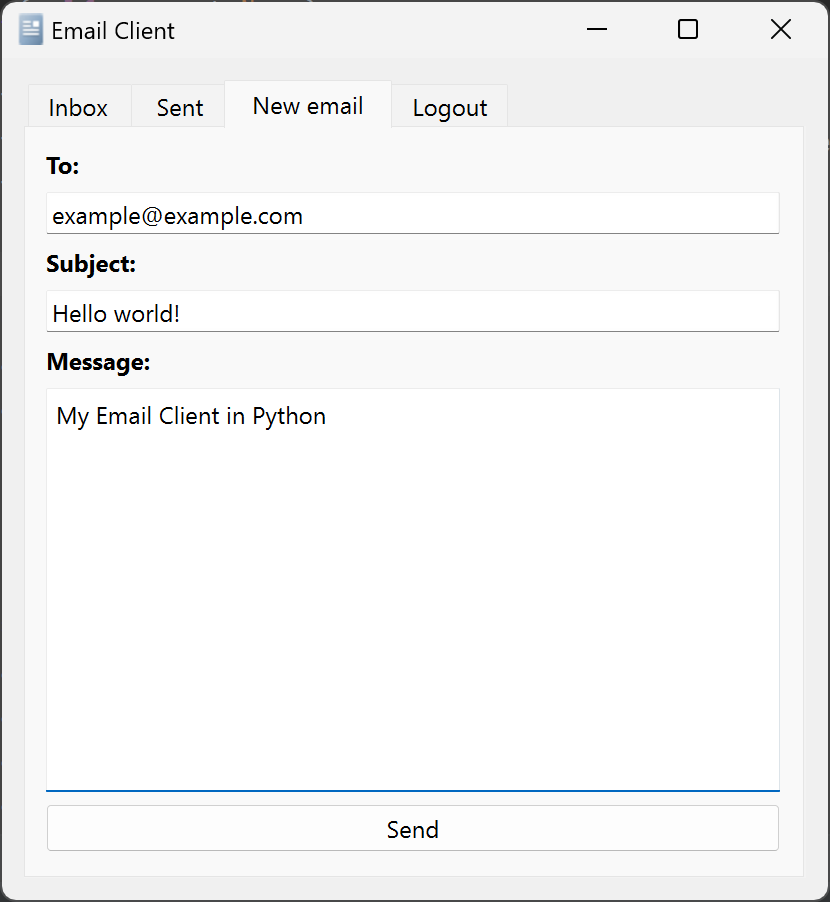 Email Client
Inbox Sent New email Logout
To:
example@example.com
Subject:
Hello world!
Message:
My Email Client in Python
Send